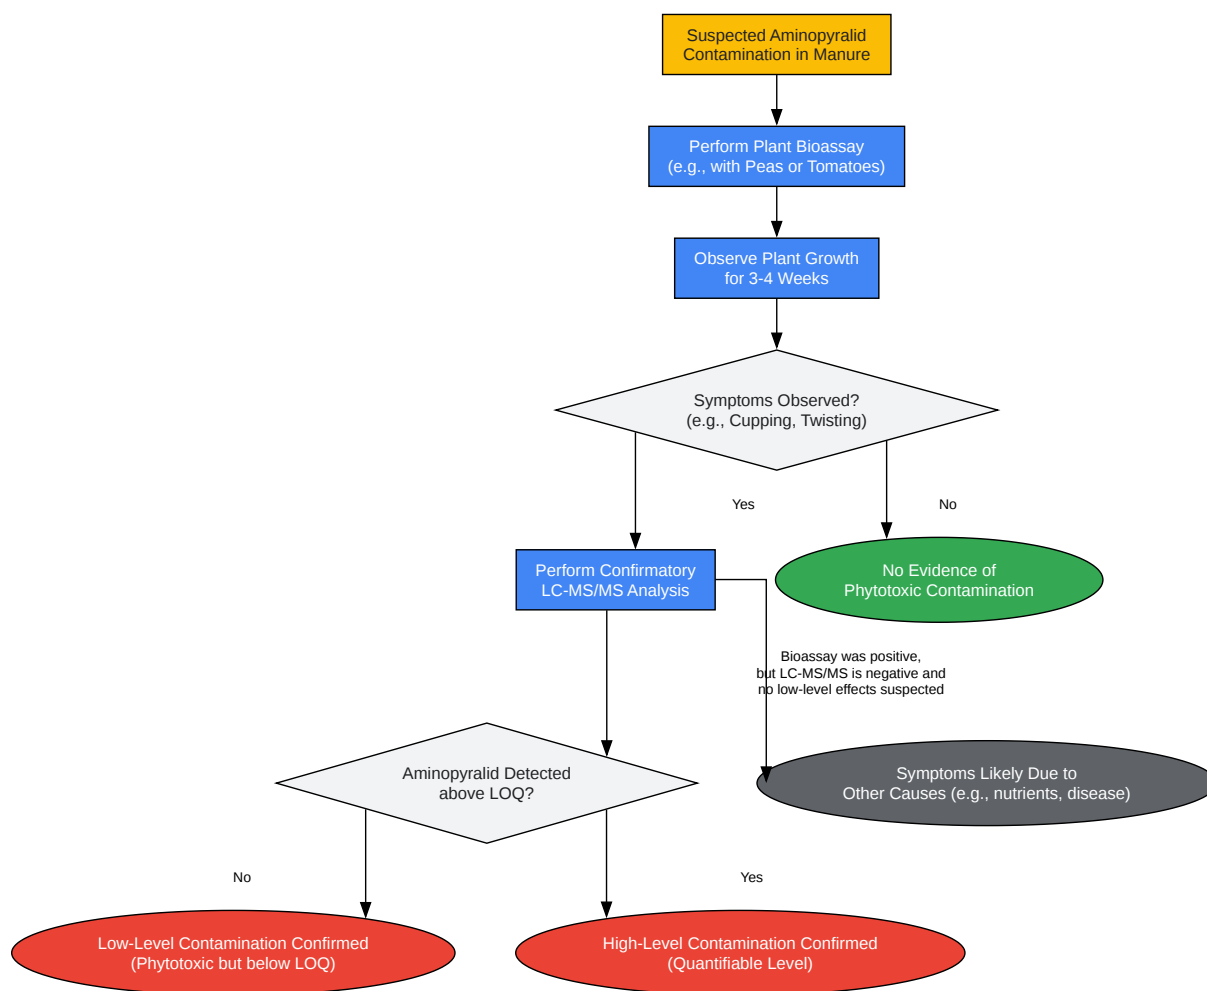 Suspected Aminopyralid
Contamination in Manure
Perform Plant Bioassay
(e.g., with Peas or Tomatoes)
Observe Plant Growth
for 3-4 Weeks
Symptoms Observed?
(e.g., Cupping, Twisting)
Yes
No
Perform Confirmatory
LC-MS/MS Analysis
No Evidence of
Phytotoxic Contamination
Bioassay was positive,
but LC-MS/MS is negative and
no low-level effects suspected
Aminopyralid Detected
above LOQ?
Symptoms Likely Due to
Other Causes (e.g., nutrients, disease)
No
Yes
Low-Level Contamination Confirmed
(Phytotoxic but below LOQ)
High-Level Contamination Confirmed
(Quantifiable Level)